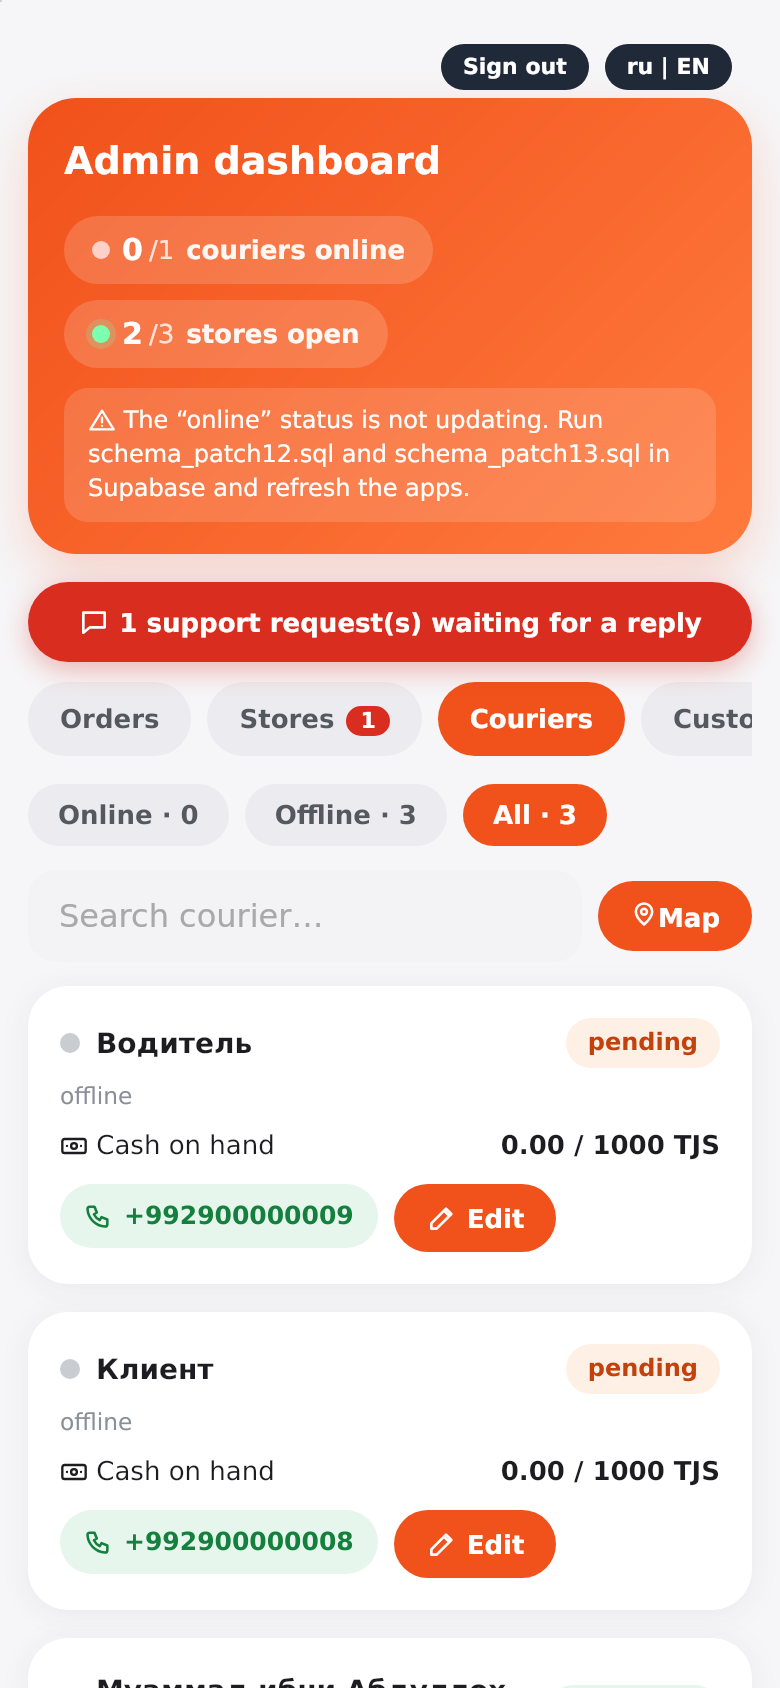 Sign out
ru | EN
Admin dashboard
0 /1 couriers online
2 /3 stores open
The “online” status is not updating. Run
schema_patch12.sql and schema_patch13.sql in
Supabase and refresh the apps.
1 support request(s) waiting for a reply
Orders
Stores 1
Couriers
Custo
Online · 0
Offline · 3
All · 3
Search courier...
Map
Водитель
pending
offline
Cash on hand
0.00 / 1000 TJS
+992900000009
Edit
Клиент
pending
offline
Cash on hand
0.00 / 1000 TJS
+992900000008
Edit